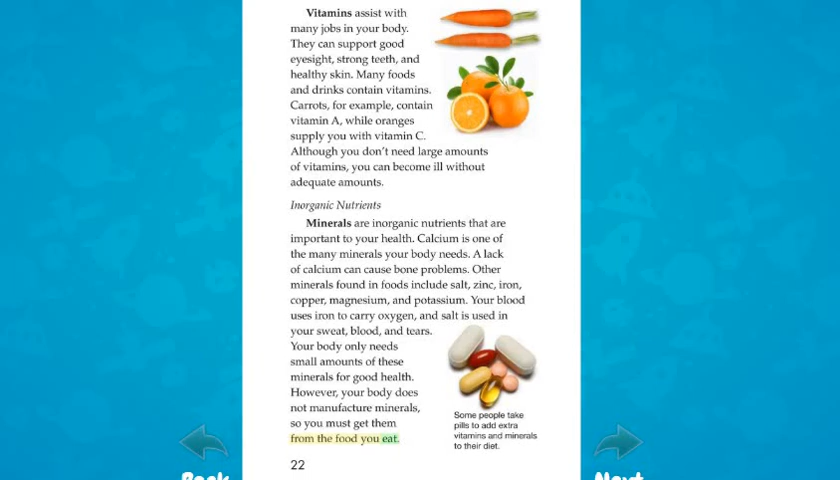 Vitamins assist with
many jobs in your body.
They can support good
eyesight, strong teeth, and
healthy skin. Many foods
and drinks contain vitamins.
Carrots, for example, contain
vitamin A, while oranges
supply you with vitamin C.
Although you don't need large amounts
of vitamins, you can become ill without
adequate amounts.
Inorganic Nutrients
Minerals are inorganic nutrients that are
important to your health. Calcium is one of
the many minerals your body needs. A lack
of calcium can cause bone problems. Other
minerals found in foods include salt, zinc, iron,
copper, magnesium, and potassium. Your blood
uses iron to carry oxygen, and salt is used in
your sweat, blood, and tears.
Your body only needs
small amounts of these
minerals for good health.
However, your body does
not manufacture minerals,
so you must get them
from the food you eat.
Some people take
pills to add extra
vitamins and minerals
to their diet.
22
Back
Next